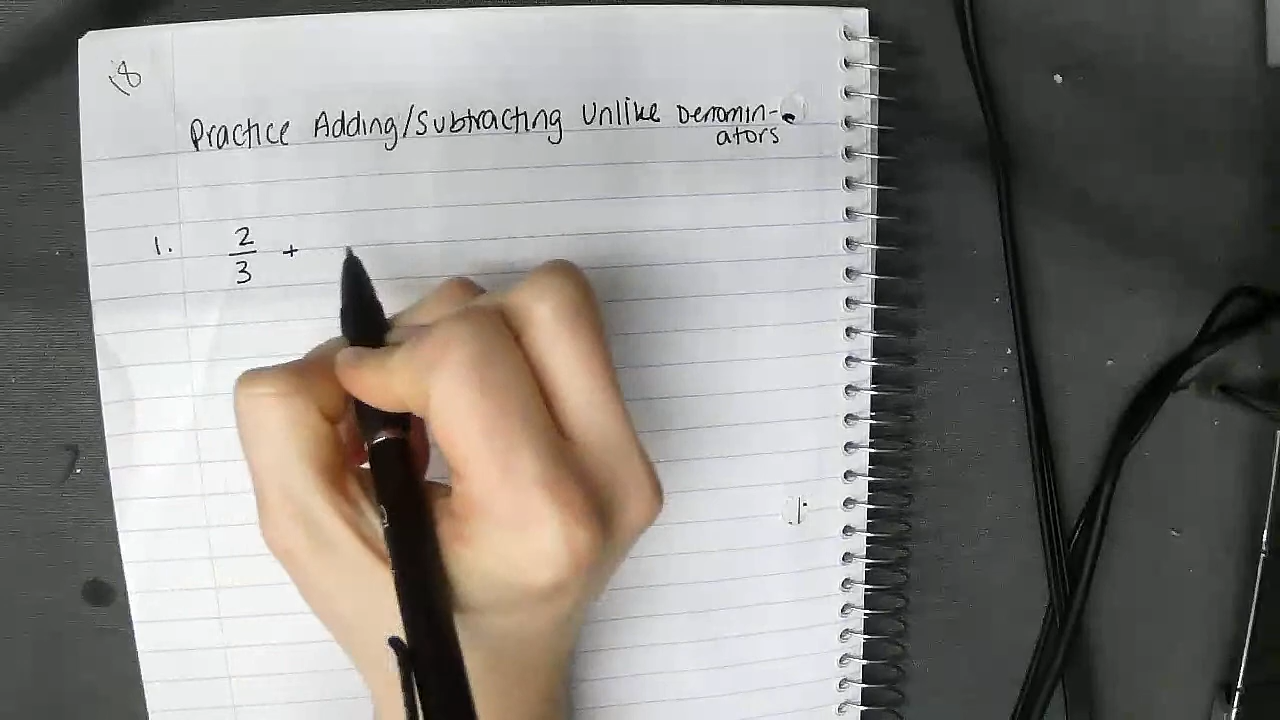 18
Practice Adding/Subtracting Unlike Denomin-
ators
1. 2/3 +